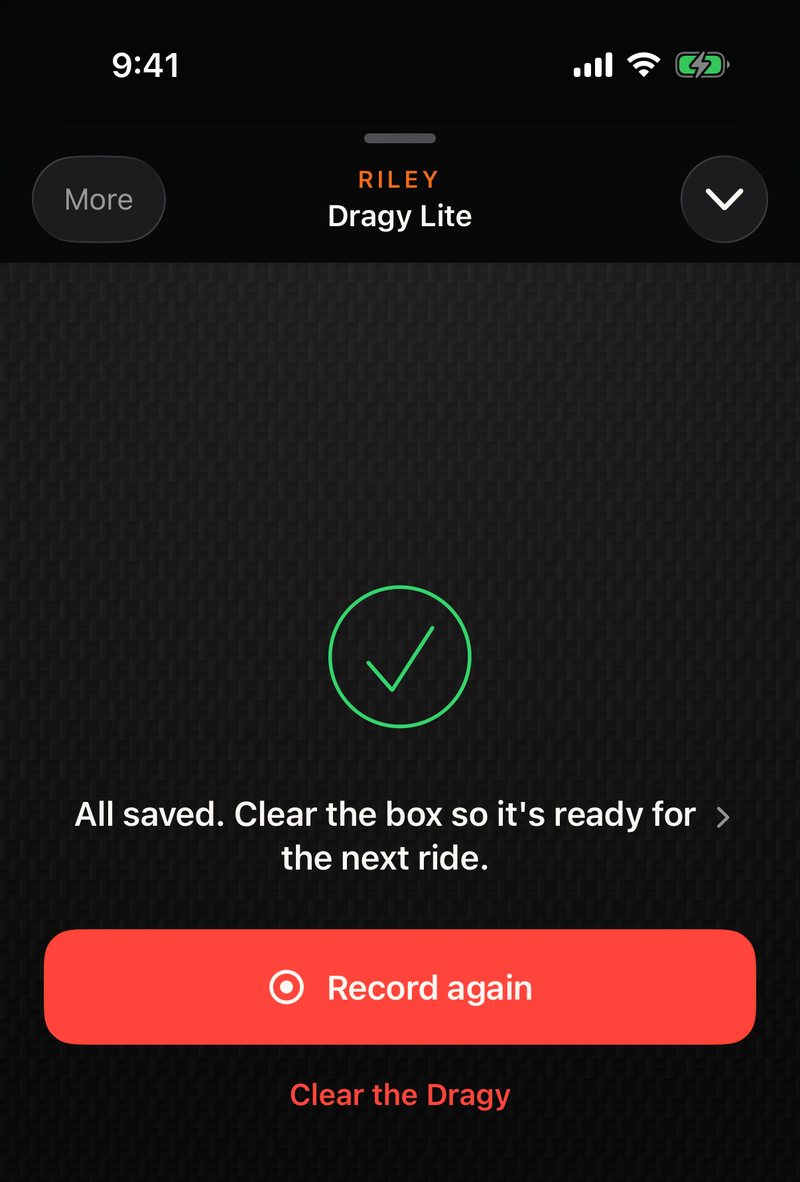 9:41
More
RILEY
Dragy Lite
All saved. Clear the box so it's ready for
the next ride.
Record again
Clear the Dragy